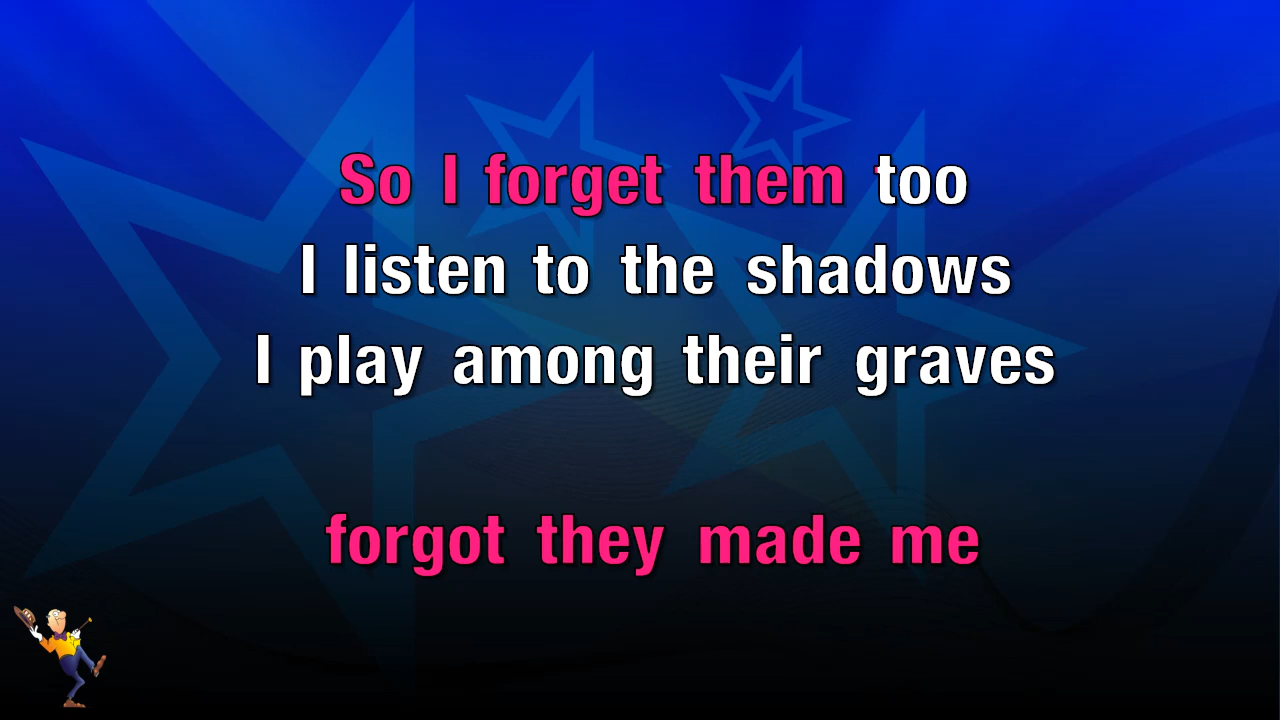 So I forget them too
I listen to the shadows
I play among their graves
forgot they made me